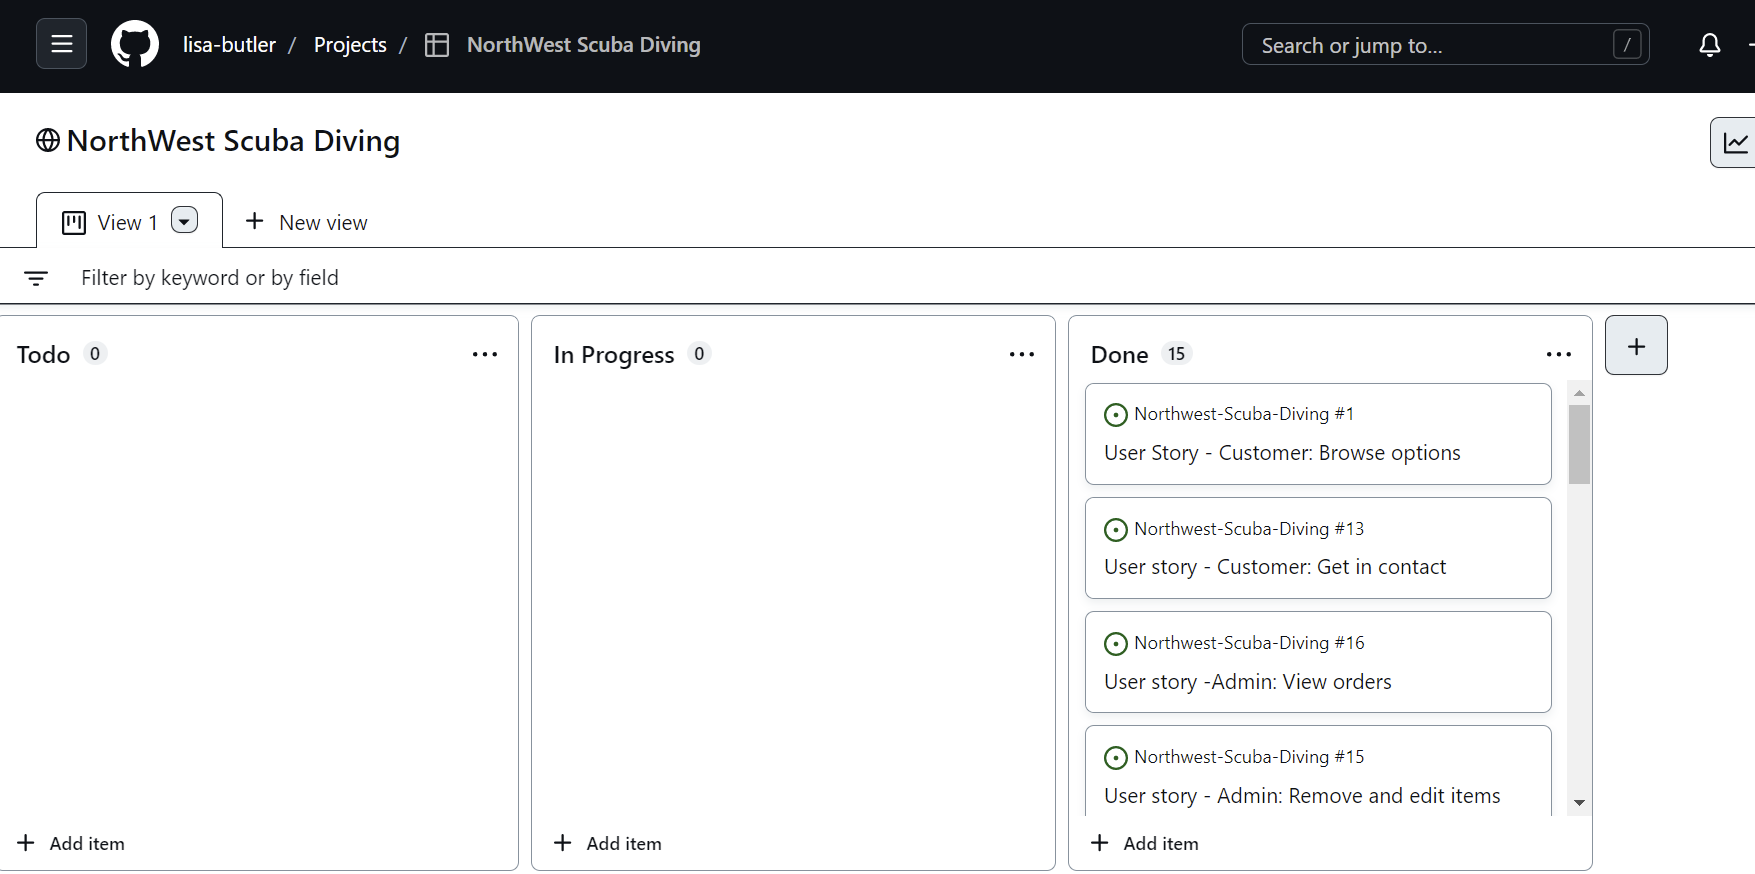 lisa-butler / Projects / NorthWest Scuba Diving
Search or jump to... /
NorthWest Scuba Diving
View 1
New view
Filter by keyword or by field
Todo 0
Add item
In Progress 0
Add item
Done 15
Northwest-Scuba-Diving #1
User Story - Customer: Browse options
Northwest-Scuba-Diving #13
User story - Customer: Get in contact
Northwest-Scuba-Diving #16
User story -Admin: View orders
Northwest-Scuba-Diving #15
User story - Admin: Remove and edit items
Add item